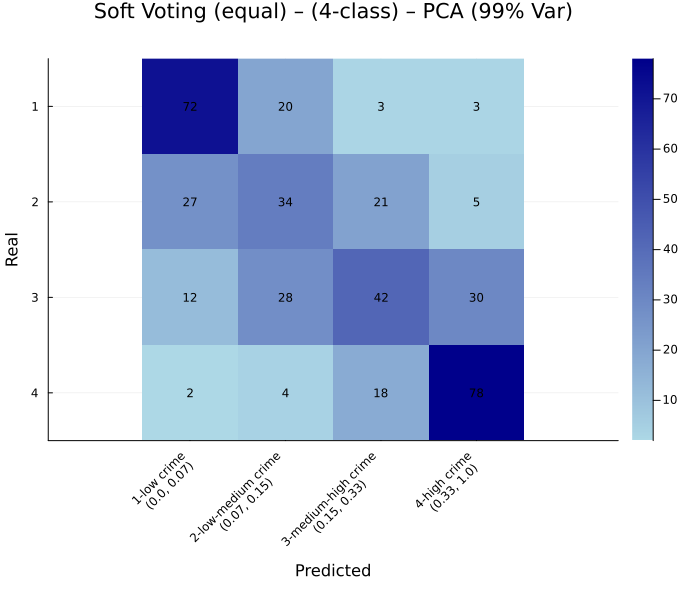 Soft Voting (equal) – (4-class) – PCA (99% Var)
Real
1
72 20 3 3
2
27 34 21 5
3
12 28 42 30
4
2 4 18 78
1-low crime
(0.0, 0.07)
2-low-medium crime
(0.07, 0.15)
3-medium-high crime
(0.15, 0.33)
4-high crime
(0.33, 1.0)
Predicted
70
60
50
40
30
20
10